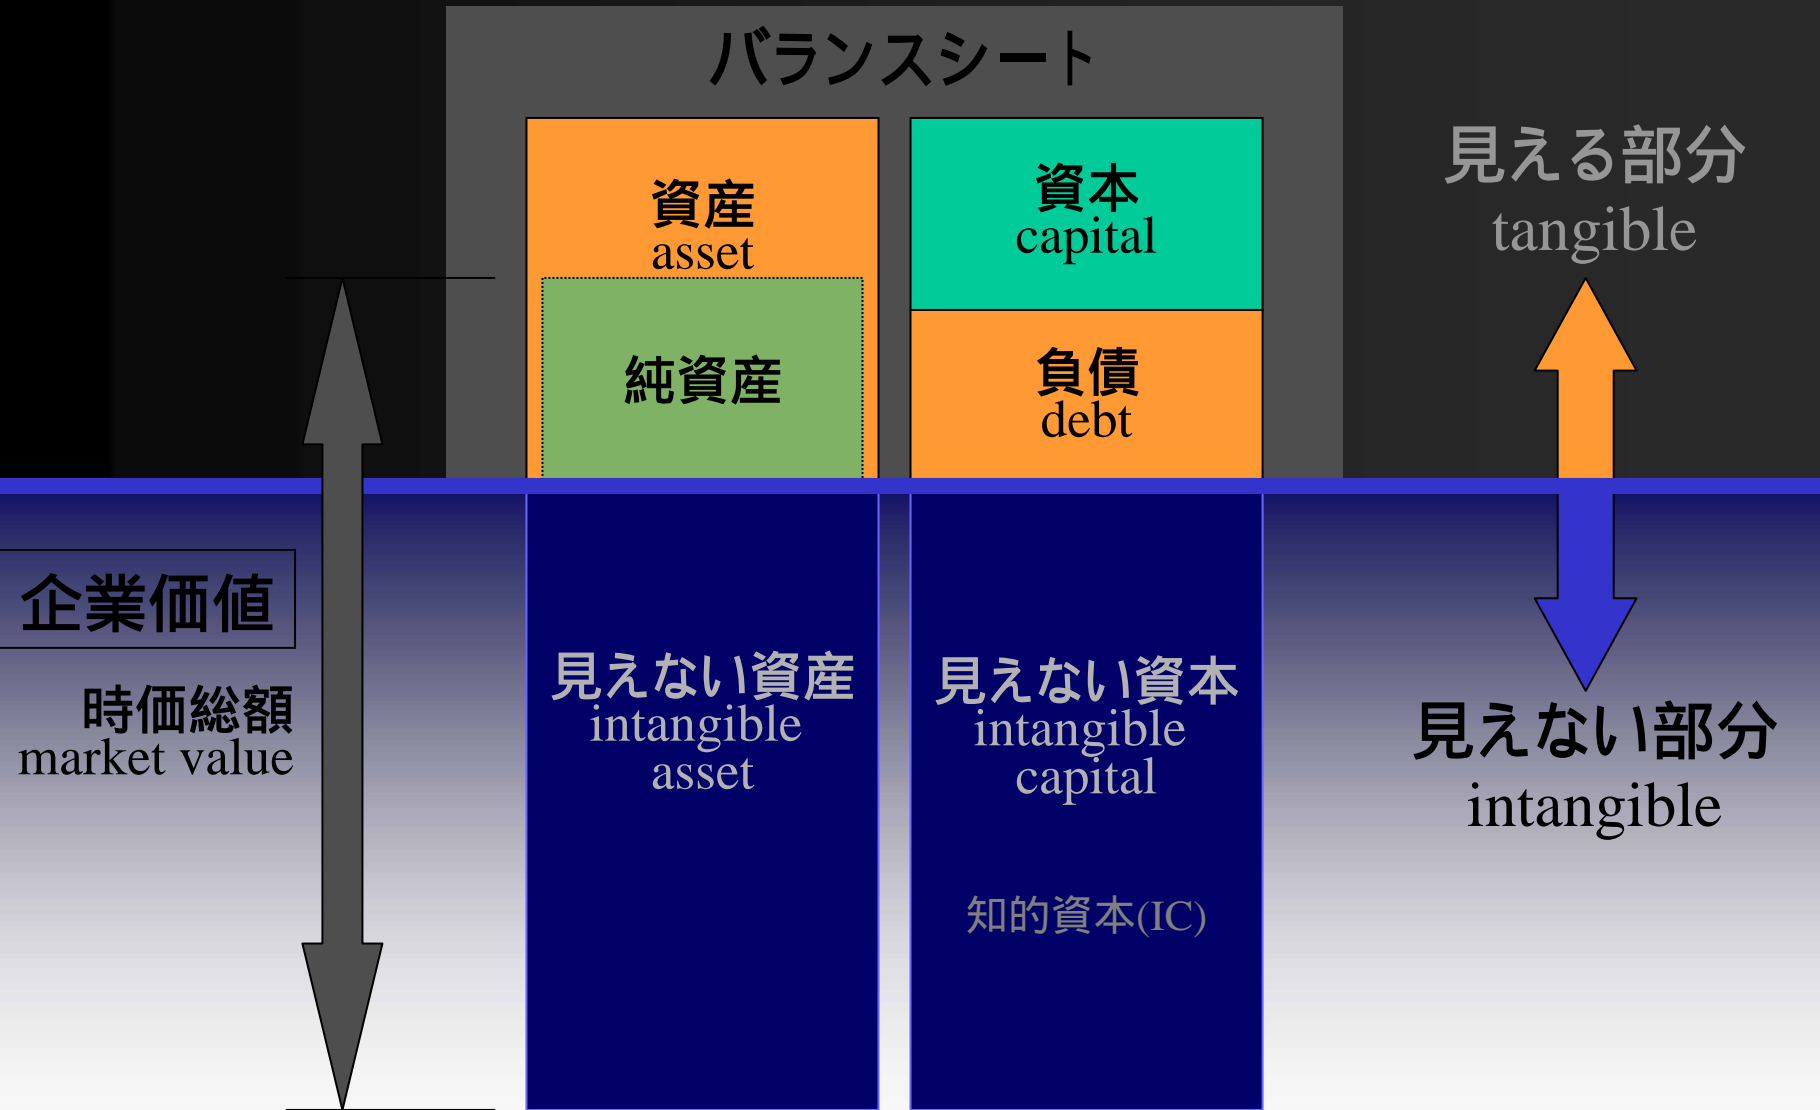 バランスシート
資産
asset
純資産
資本
capital
負債
debt
見える部分
tangible
企業価値
時価総額
market value
見えない資産
intangible
asset
見えない資本
intangible
capital
知的資本(IC)
見えない部分
intangible